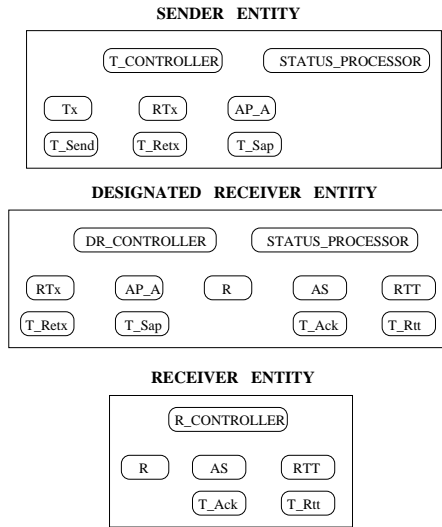 SENDER ENTITY
T_CONTROLLER STATUS_PROCESSOR
Tx RTx AP_A
T_Send T_Retx T_Sap
DESIGNATED RECEIVER ENTITY
DR_CONTROLLER STATUS_PROCESSOR
RTx AP_A R AS RTT
T_Retx T_Sap T_Ack T_Rtt
RECEIVER ENTITY
R_CONTROLLER
R AS RTT
T_Ack T_Rtt